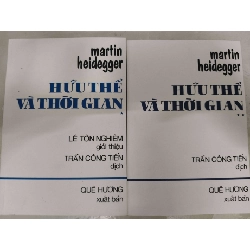 martin
heidegger
HỮU THỂ
VÀ THỜI GIAN
*
LÊ TÔN NGHIÊM
giới thiệu
TRẦN CÔNG TIẾN
dịch
QUÊ HƯƠNG
xuất bản
martin
heidegger
HỮU THỂ
VÀ THỜI GIAN
**
TRẦN CÔNG TIẾN
dịch
QUÊ HƯƠNG
xuất bản